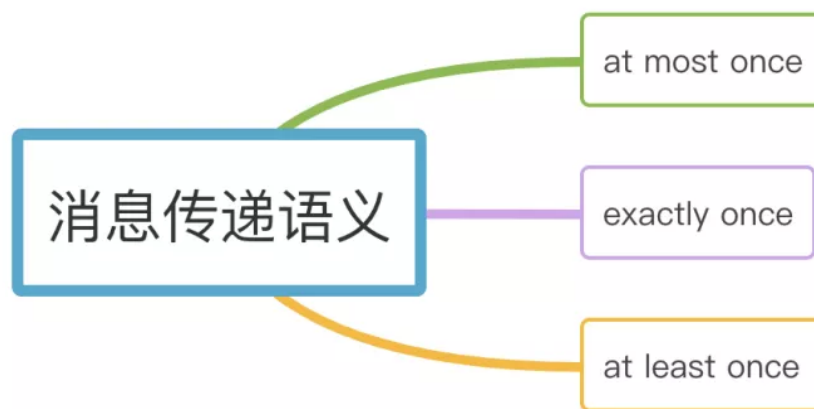 at most once
消息传递语义
exactly once
at least once